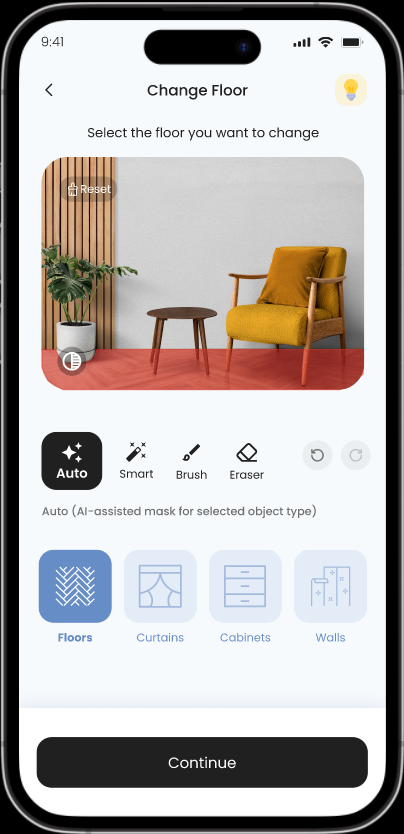 9:41
Change Floor
Select the floor you want to change
Reset
Auto
Smart
Brush
Eraser
Auto (AI-assisted mask for selected object type)
Floors
Curtains
Cabinets
Walls
Continue